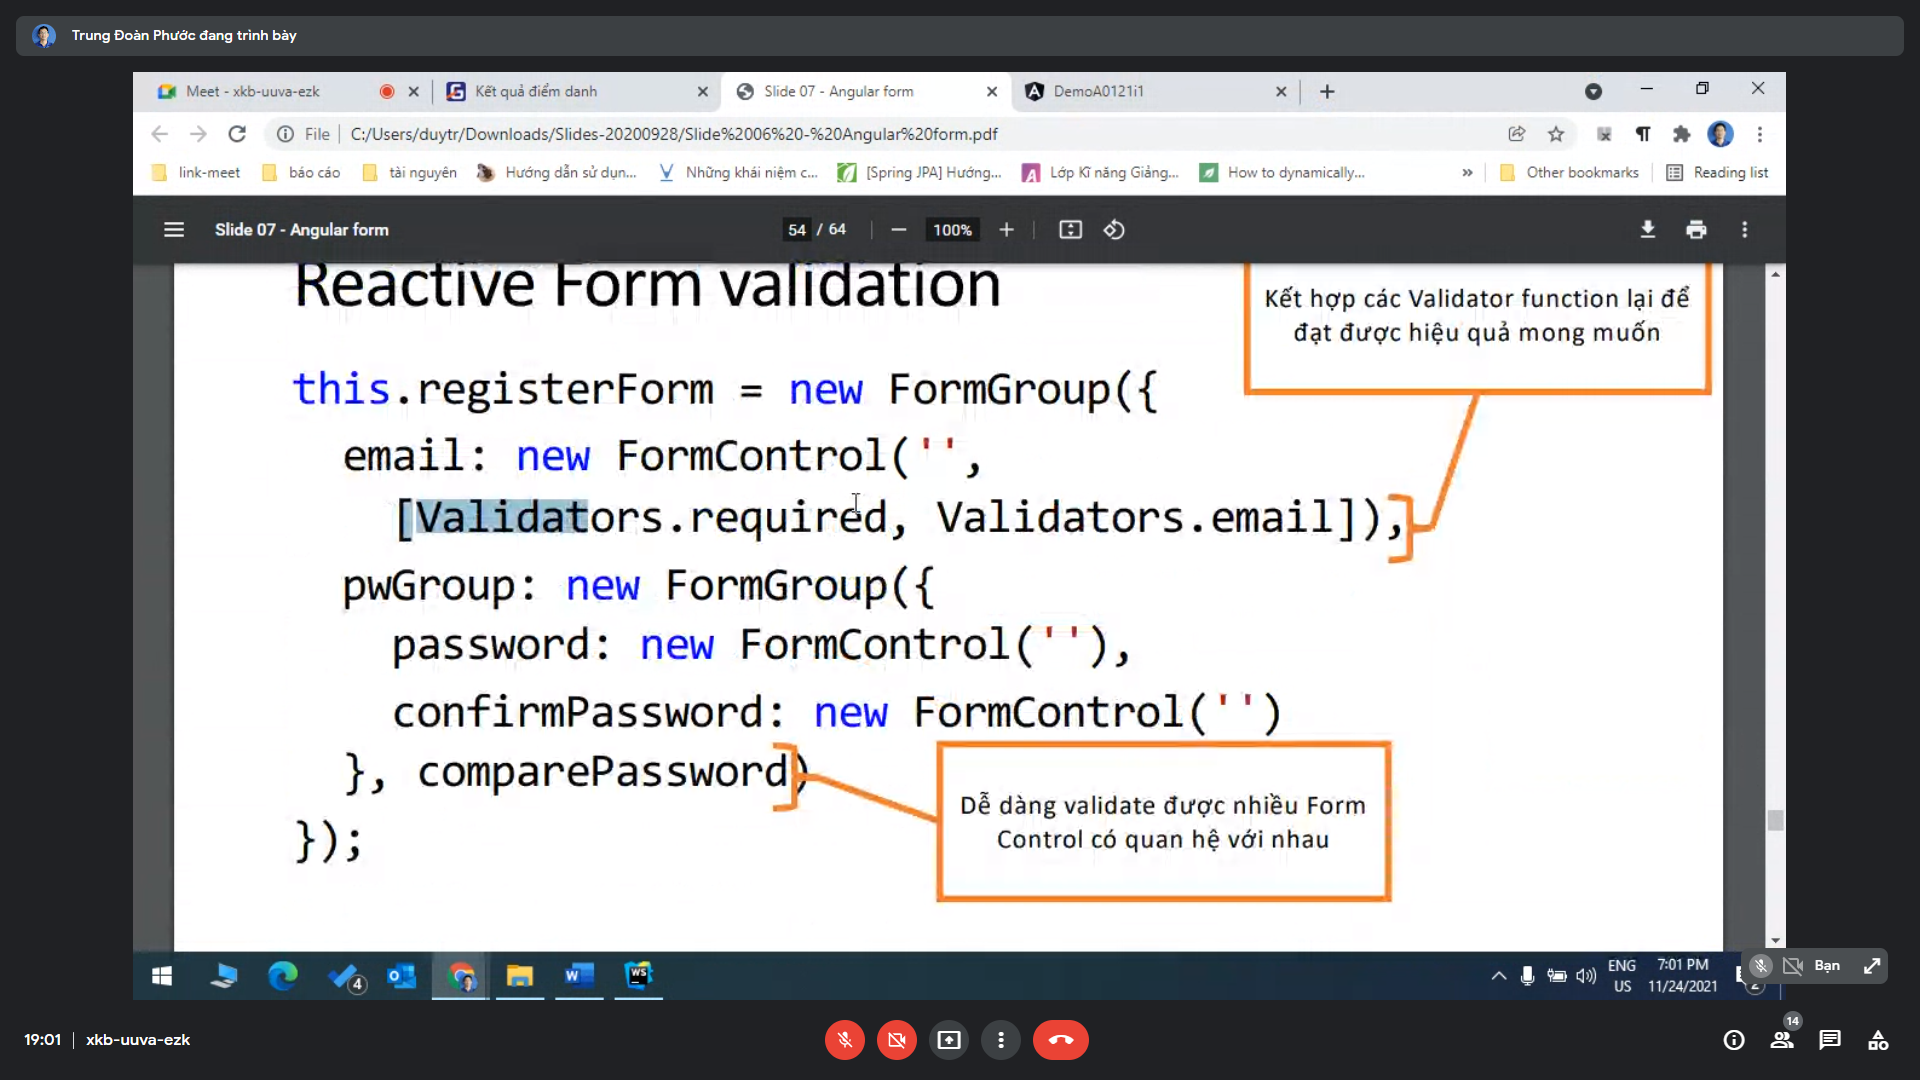 Trung Đoàn Phước đang trình bày
Meet - xkb-uuva-ezk
Kết quả điểm danh
Slide 07 - Angular form
DemoA0121i1
File
C:/Users/duytr/Downloads/Slides-20200928/Slide%2006%20-%20Angular%20form.pdf
link-meet
báo cáo
tài nguyên
Hướng dẫn sử dụn...
Những khái niệm c...
[Spring JPA] Hướng...
Lớp Kĩ năng Giảng...
How to dynamically...
»
Other bookmarks
Reading list
Slide 07 - Angular form
54 / 64
100%
Reactive Form validation
Kết hợp các Validator function lại để
đạt được hiệu quả mong muốn
this.registerForm = new FormGroup({
email: new FormControl('',
[Validators.required, Validators.email]),
pwGroup: new FormGroup({
password: new FormControl(''),
confirmPassword: new FormControl('')
}, comparePassword)
});
Dễ dàng validate được nhiều Form
Control có quan hệ với nhau
4
WS
ENG
US
7:01 PM
11/24/2021
2
Bạn
19:01
xkb-uuva-ezk
14